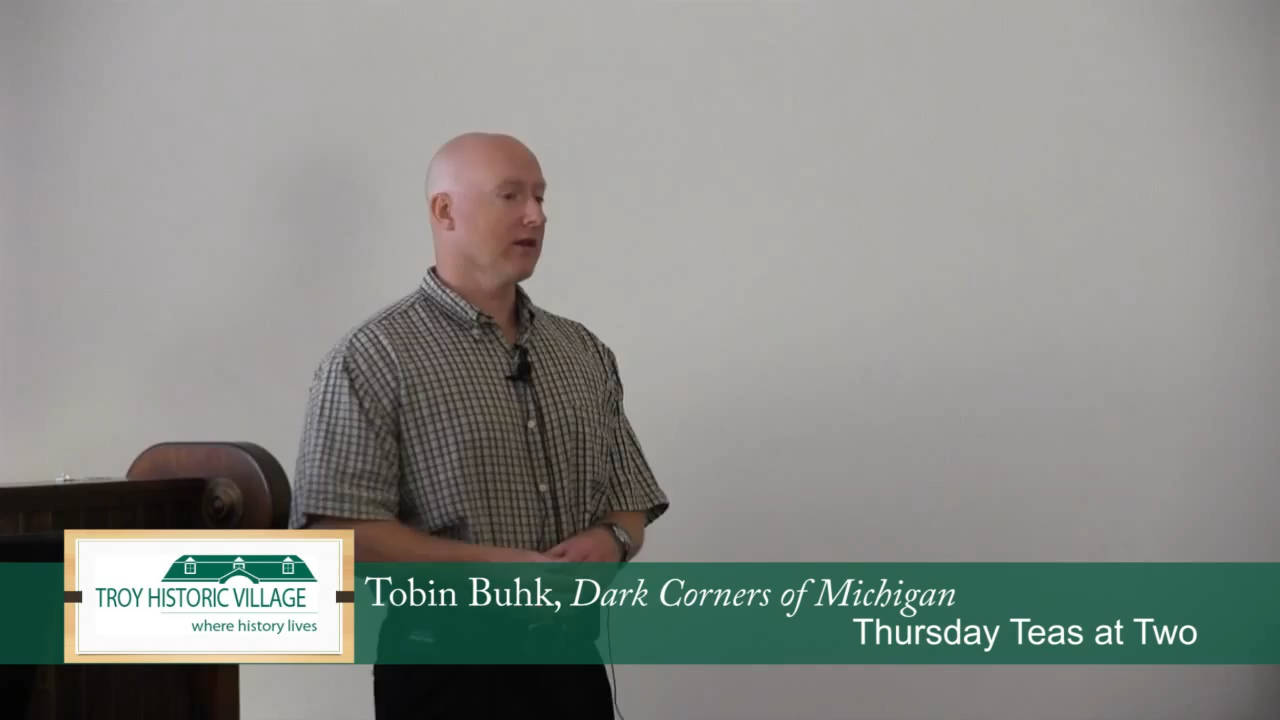 TROY HISTORIC VILLAGE
where history lives
Tobin Buhk, Dark Corners of Michigan
Thursday Teas at Two